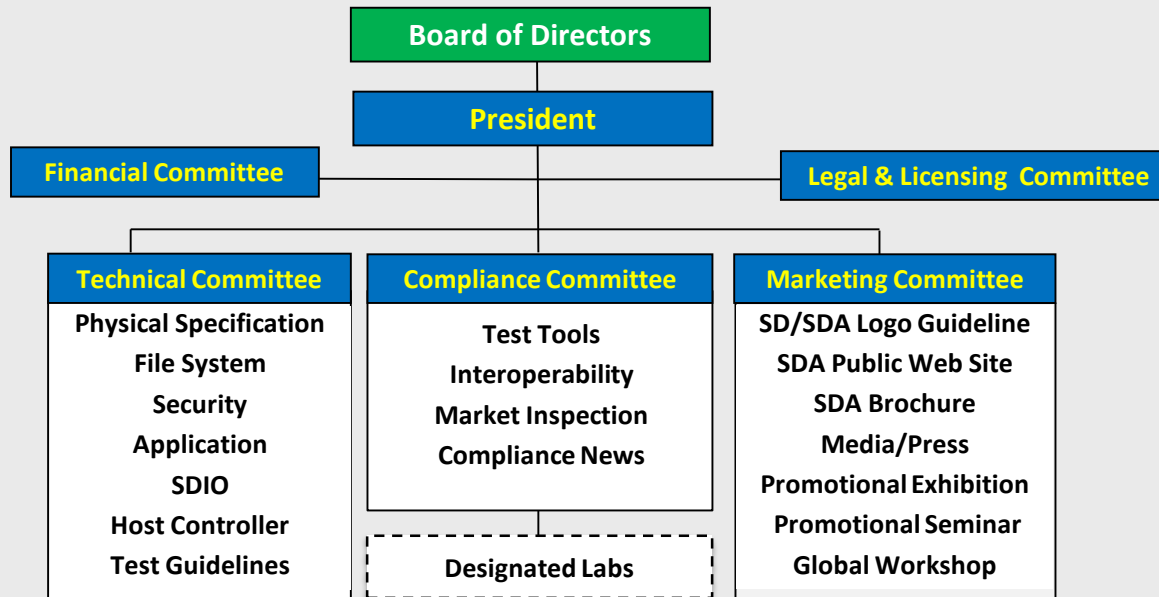 Board of Directors
President
Financial Committee
Legal & Licensing Committee
Technical Committee
Physical Specification
File System
Security
Application
SDIO
Host Controller
Test Guidelines
Compliance Committee
Test Tools
Interoperability
Market Inspection
Compliance News
Designated Labs
Marketing Committee
SD/SDA Logo Guideline
SDA Public Web Site
SDA Brochure
Media/Press
Promotional Exhibition
Promotional Seminar
Global Workshop